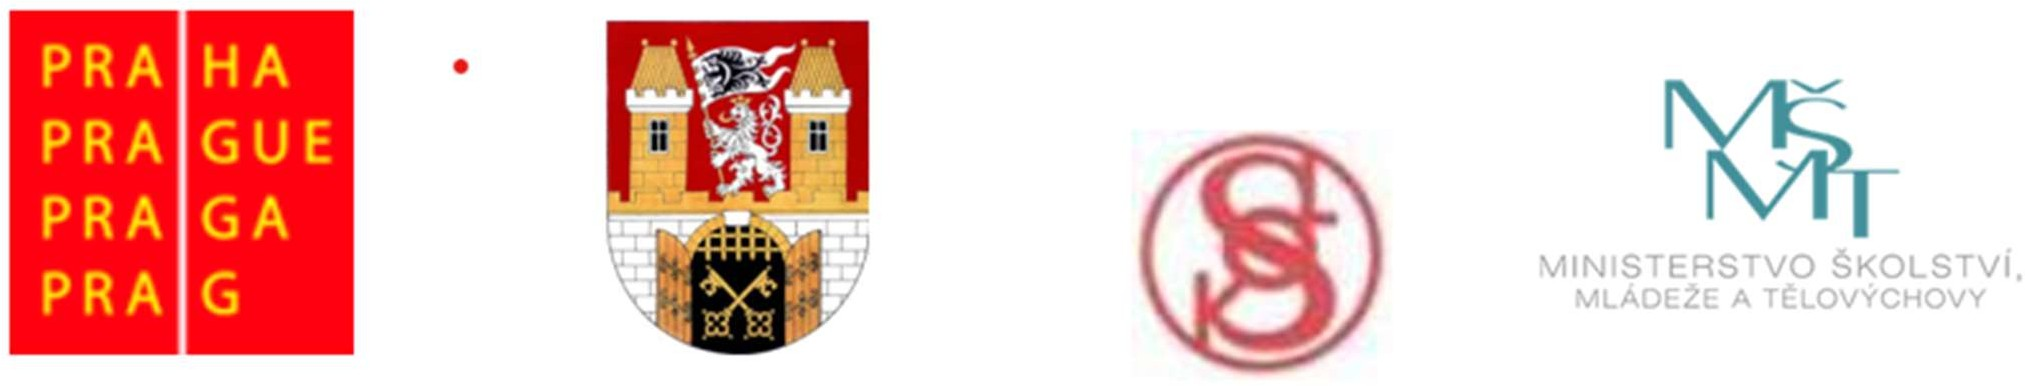 PRA HA
PRA GUE
PRA GA
PRA G
MŠ
MT
MINISTERSTVO ŠKOLSTVÍ,
MLÁDEŽE A TĚLOVÝCHOVY